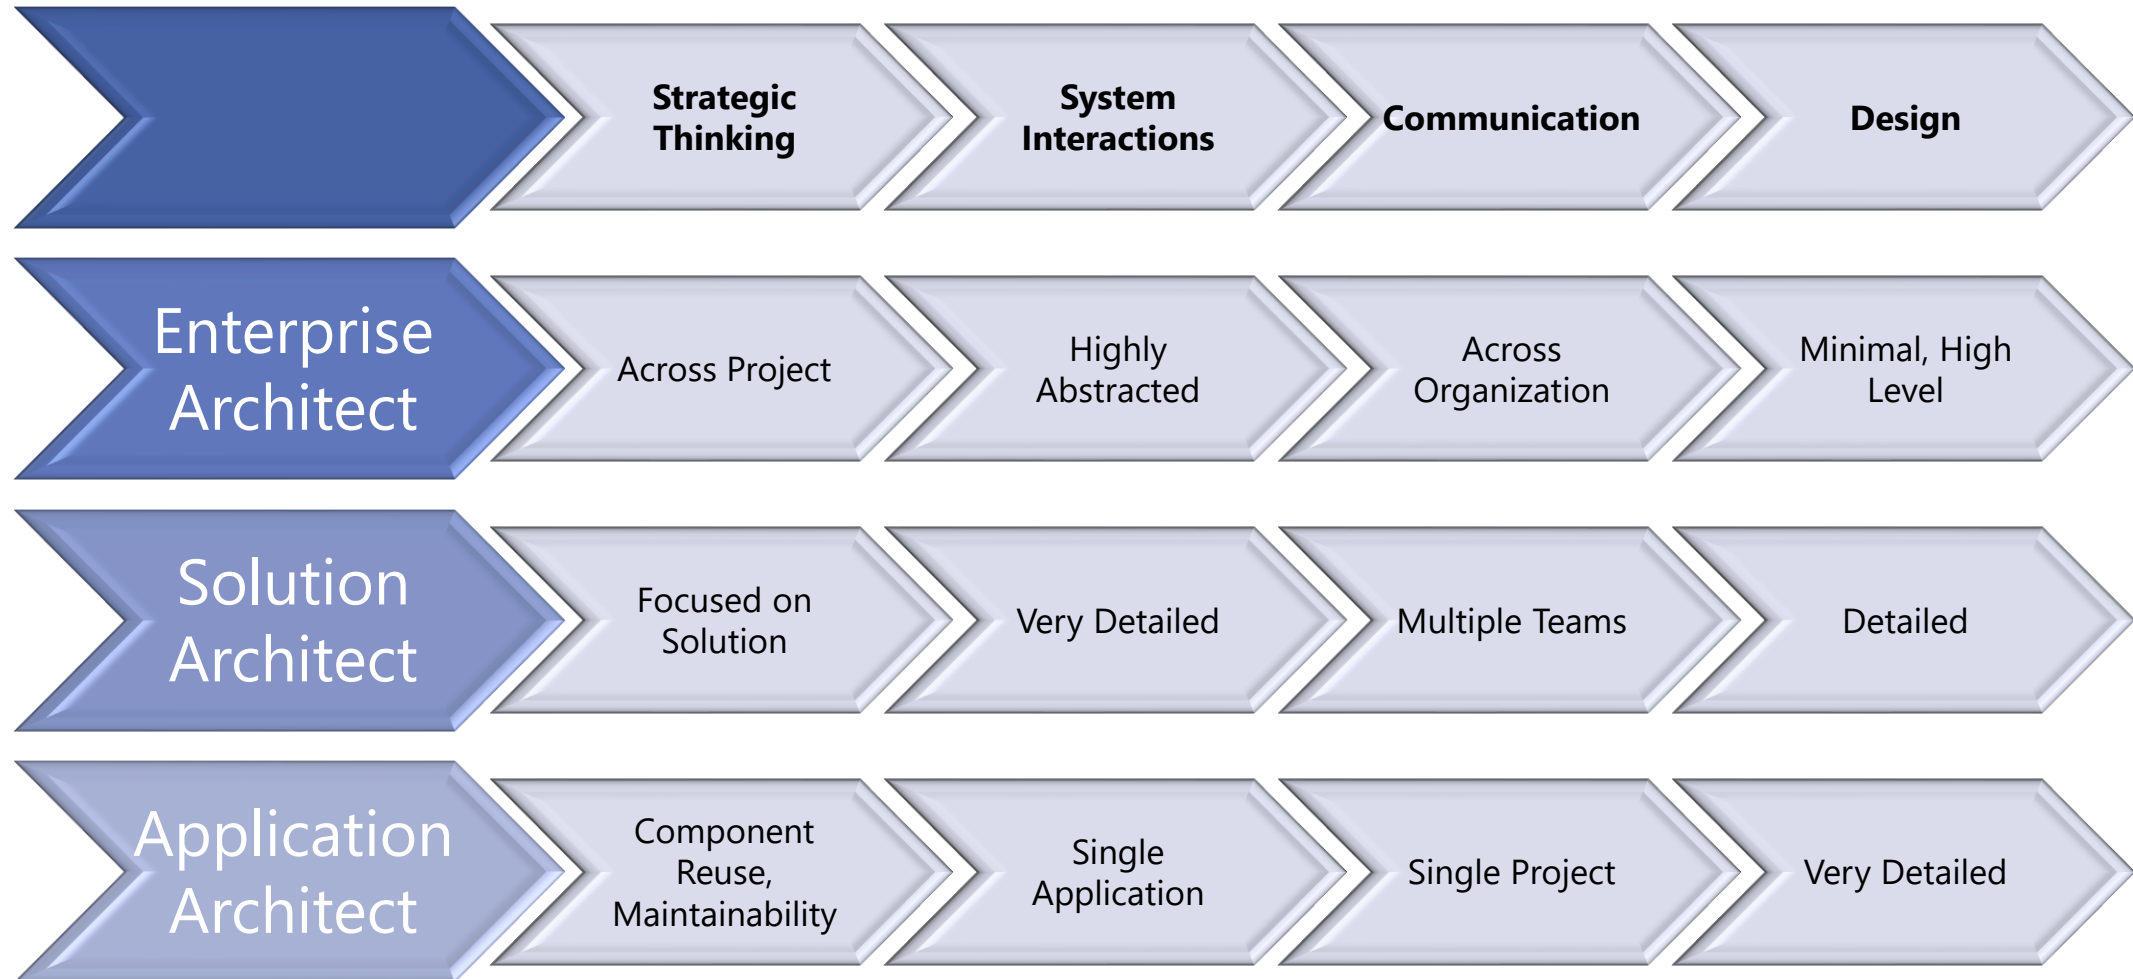 Strategic
Thinking
System
Interactions
Communication
Design
Enterprise
Architect
Across Project
Highly
Abstracted
Across
Organization
Minimal, High
Level
Solution
Architect
Focused on
Solution
Very Detailed
Multiple Teams
Detailed
Application
Architect
Component
Reuse,
Maintainability
Single
Application
Single Project
Very Detailed